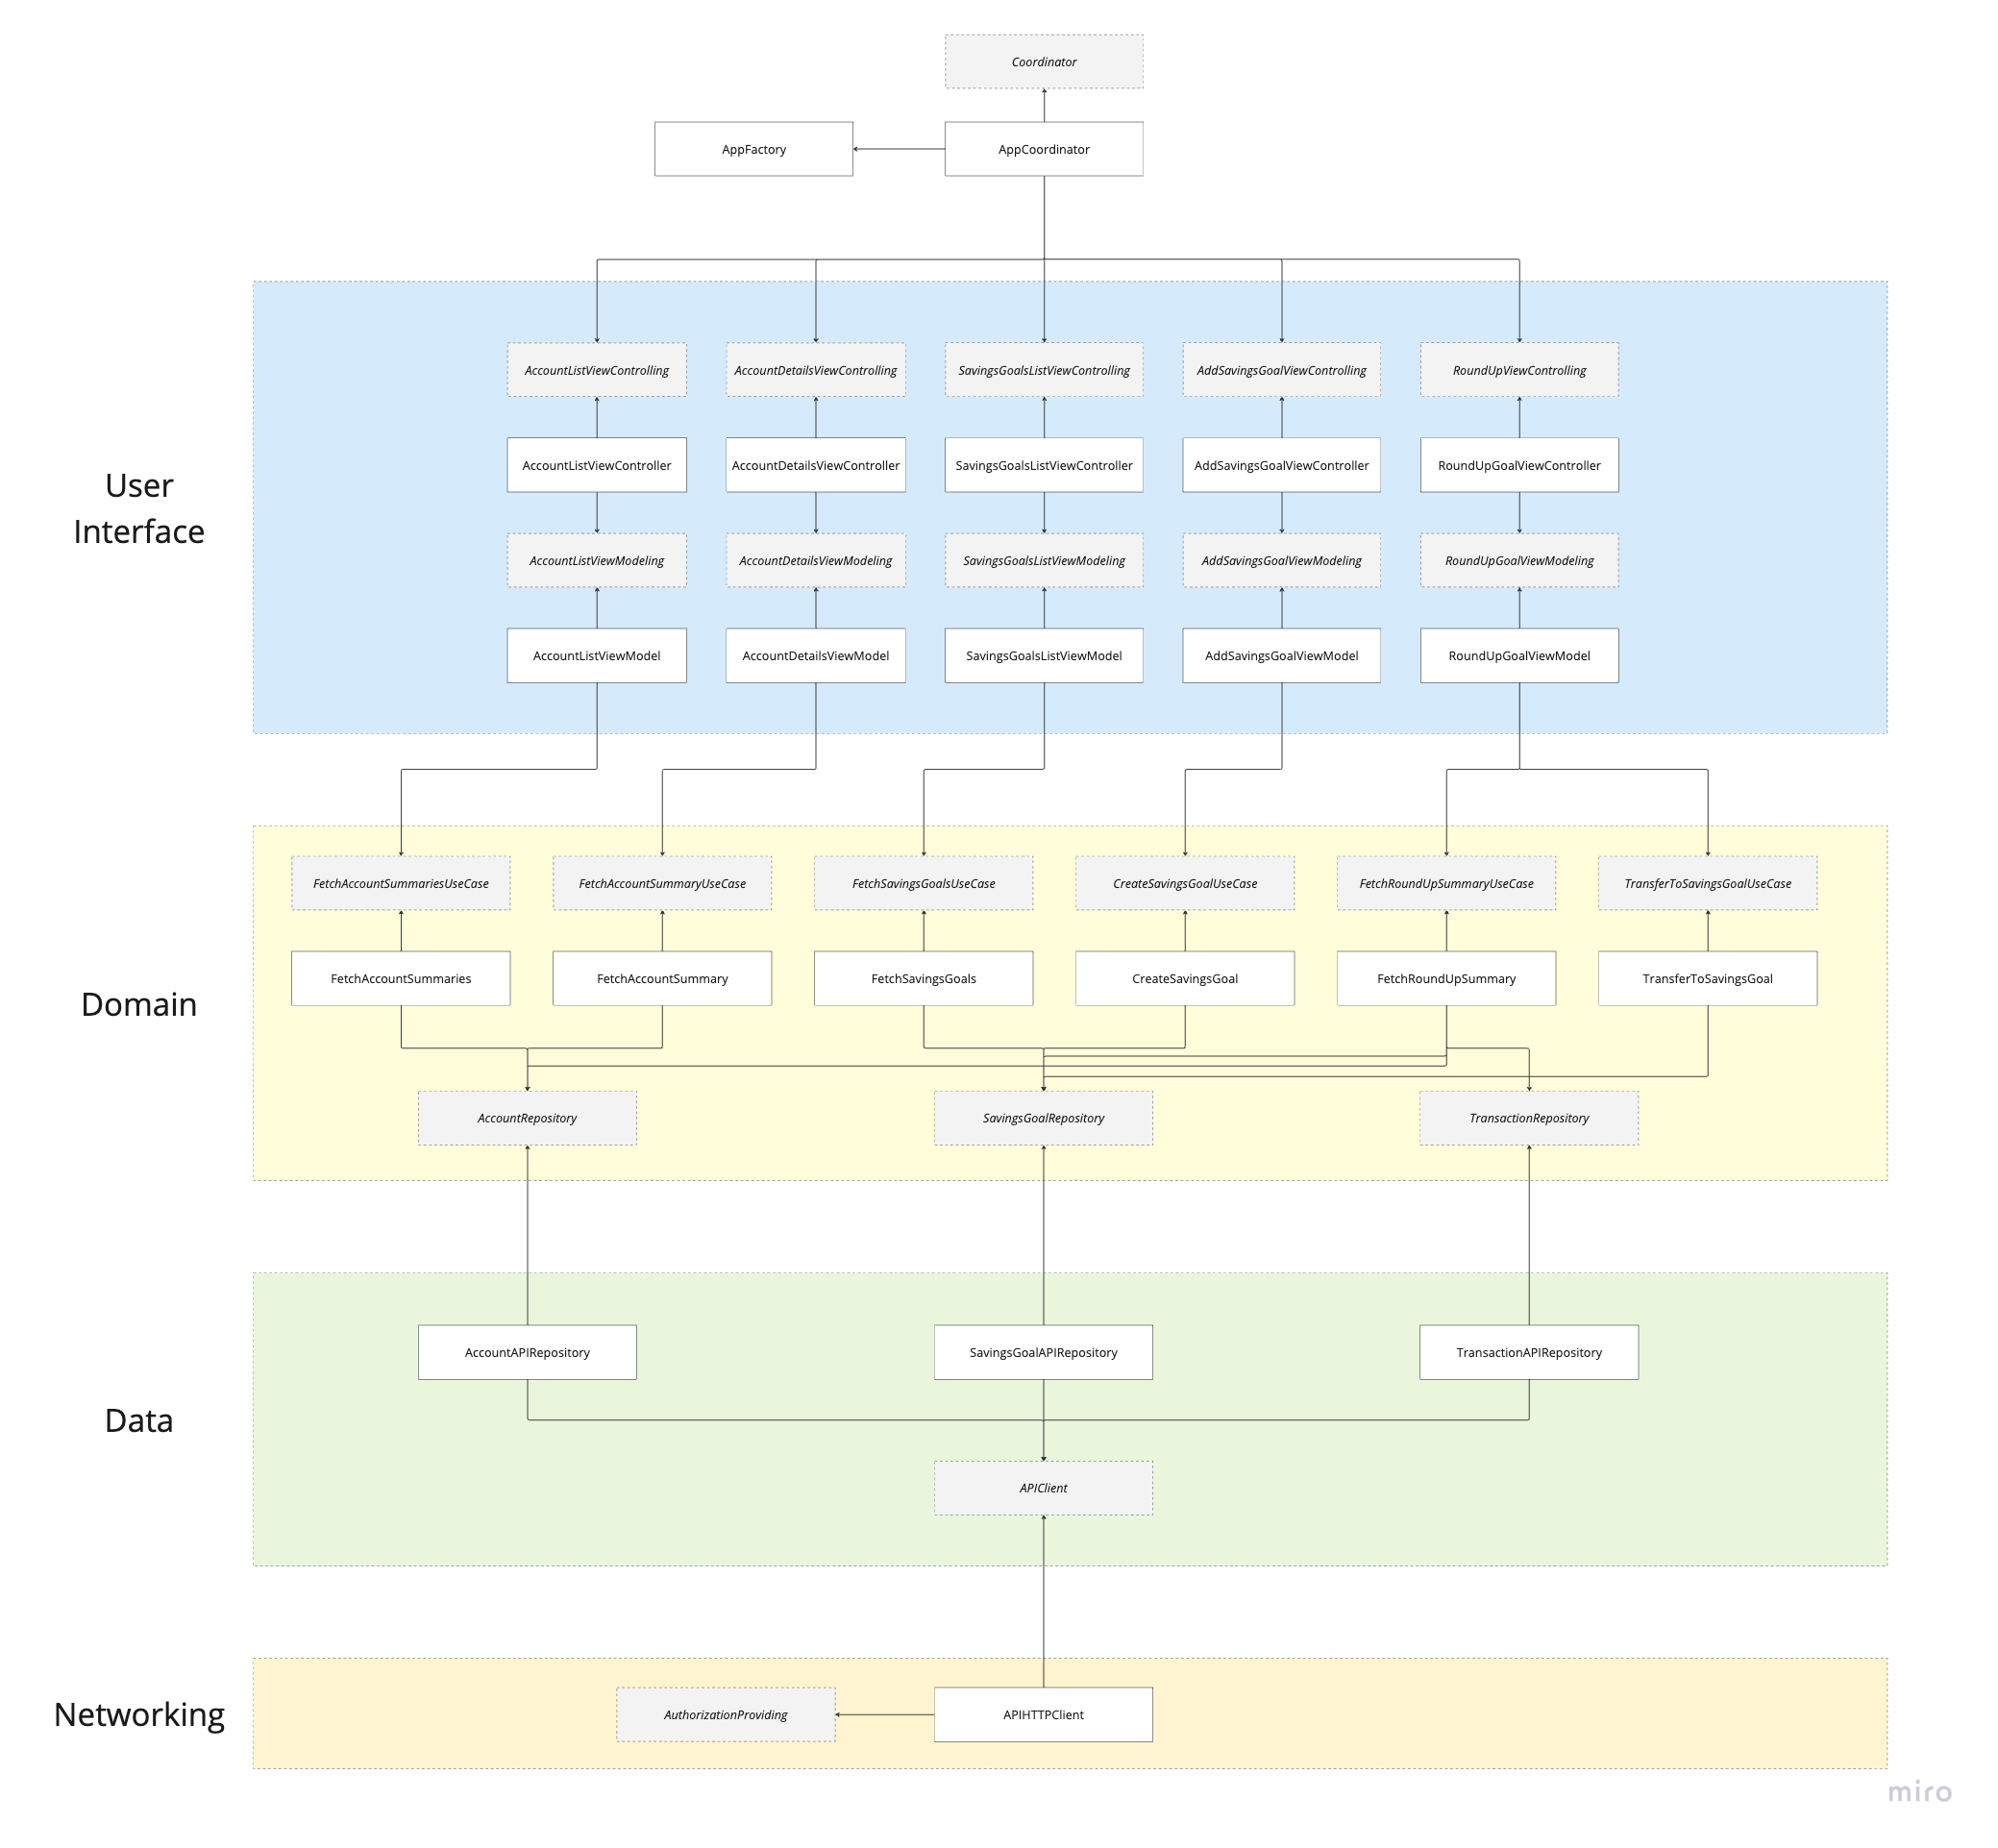 Coordinator
AppFactory
AppCoordinator
User
Interface
AccountListViewControlling
AccountDetailsViewControlling
SavingsGoalsListViewControlling
AddSavingsGoalViewControlling
RoundUpViewControlling
AccountListViewController
AccountDetailsViewController
SavingsGoalsListViewController
AddSavingsGoalViewController
RoundUpGoalViewController
AccountListViewModeling
AccountDetailsViewModeling
SavingsGoalsListViewModeling
AddSavingsGoalViewModeling
RoundUpGoalViewModeling
AccountListViewModel
AccountDetailsViewModel
SavingsGoalsListViewModel
AddSavingsGoalViewModel
RoundUpGoalViewModel
Domain
FetchAccountSummariesUseCase
FetchAccountSummaryUseCase
FetchSavingsGoalsUseCase
CreateSavingsGoalUseCase
FetchRoundUpSummaryUseCase
TransferToSavingsGoalUseCase
FetchAccountSummaries
FetchAccountSummary
FetchSavingsGoals
CreateSavingsGoal
FetchRoundUpSummary
TransferToSavingsGoal
AccountRepository
SavingsGoalRepository
TransactionRepository
Data
AccountAPIRepository
SavingsGoalAPIRepository
TransactionAPIRepository
APIClient
Networking
AuthorizationProviding
APIHTTPClient
miro